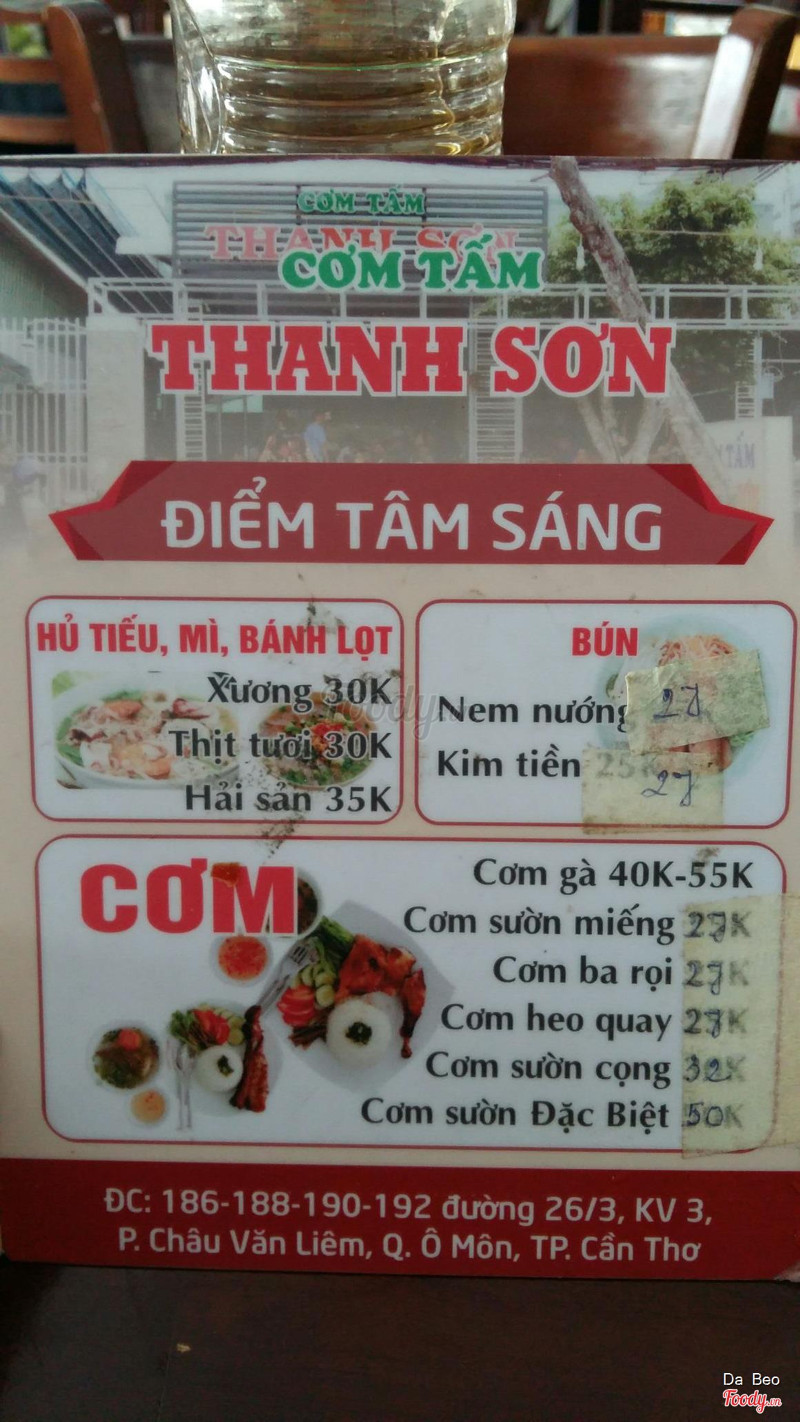 CƠM TẤM
THANH SƠN
CƠM TẤM
THANH SƠN
ĐIỂM TÂM SÁNG
HỦ TIẾU, MÌ, BÁNH LỌT
Xương 30K
Thịt tươi 30K
Hải sản 35K
BÚN
Nem nướng 27
Kim tiền 25K 27
CƠM
Cơm gà 40K-55K
Cơm sườn miếng 27K
Cơm ba rọi 27K
Cơm heo quay 27K
Cơm sườn cọng 32K
Cơm sườn Đặc Biệt 50K
ĐC: 186-188-190-192 đường 26/3, KV 3,
P. Châu Văn Liêm, Q. Ô Môn, TP. Cần Thơ
Da Beo
Foody.vn